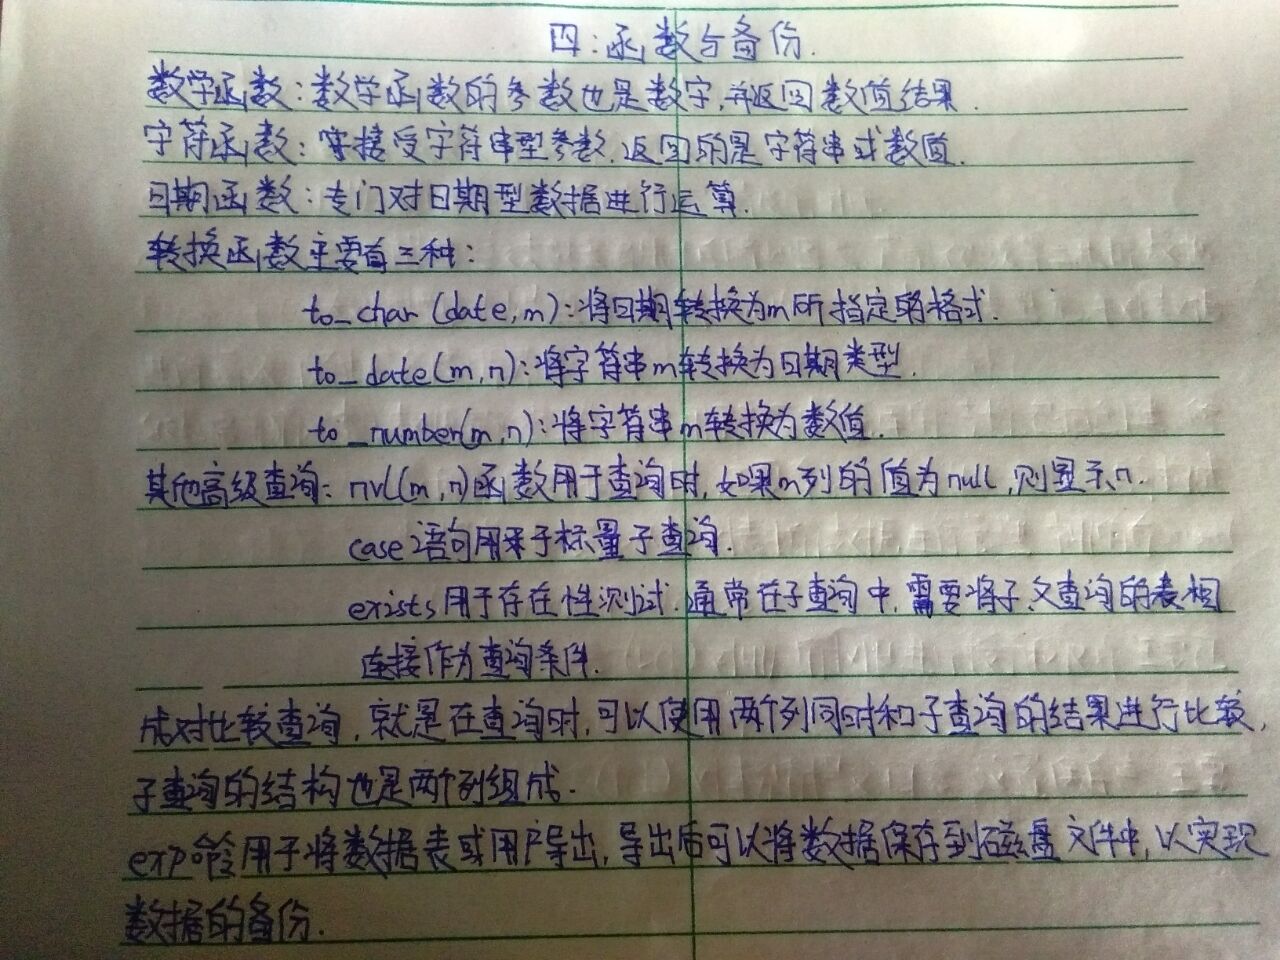 四:函数与备份.
数学函数:数学函数的参数也是数字,并返回数值结果.
字符函数:接受字符串型参数,返回的是字符串或数值.
日期函数:专门对日期型数据进行运算.
转换函数主要有三种:
to_char(date,m):将日期转换为m所指定的格式.
to_date(m,n):将字符串m转换为日期类型.
to_number(m,n):将字符串m转换为数值.
其他高级查询:nvl(m,n)函数用于查询时,如果m列的值为null,则显示n.
case语句用来于标量子查询.
exists用于存在性测试.通常在子查询中,需要将子、父查询的表相
连接作为查询条件.
成对比较查询,就是在查询时,可以使用两个列同时和子查询的结果进行比较,
子查询的结构也是两个列组成.
exp命令用于将数据表或用户导出,导出后可以将数据保存到磁盘文件中,以实现
数据的备份.